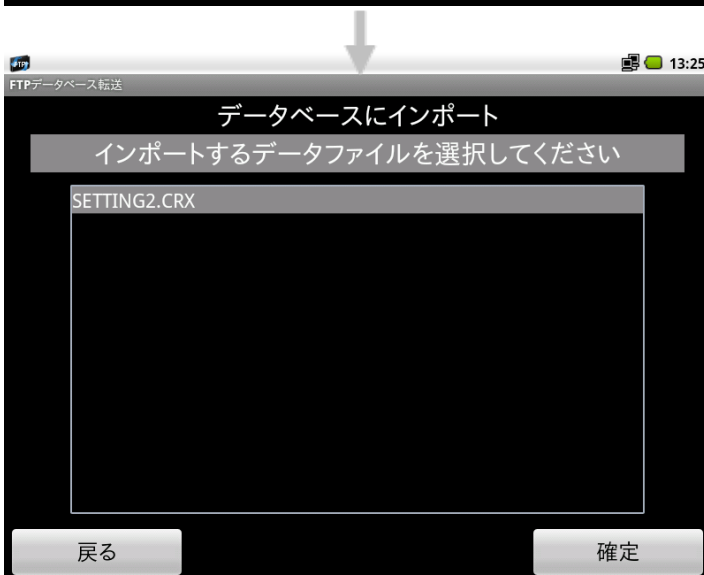 FTP
13:25
FTPデータベース転送
データベースにインポート
インポートするデータファイルを選択してください
SETTING2.CRX
戻る
確定